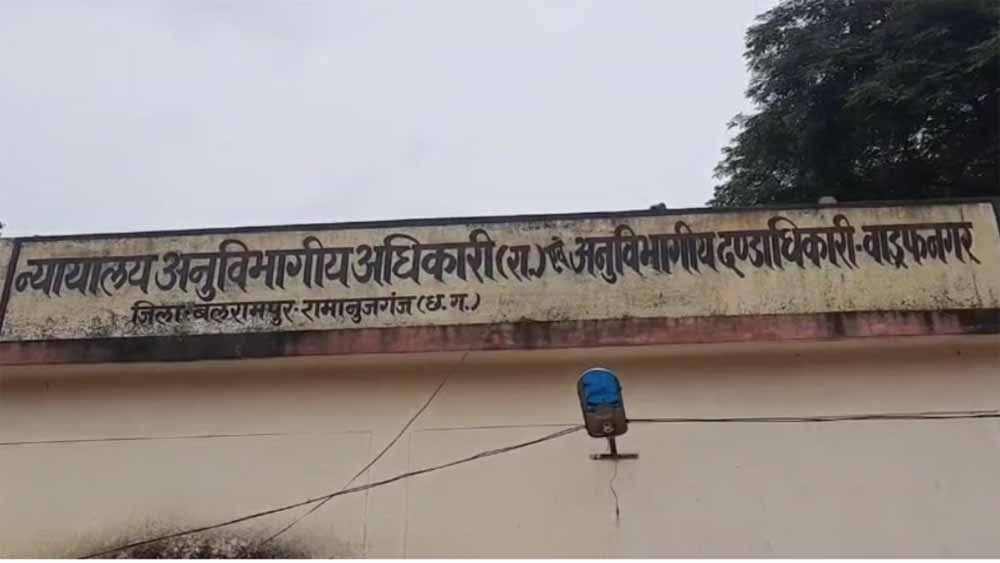 न्यायालय अनुविभागीय अधिकारी (रा.) एवं अनुविभागीय दण्डाधिकारी-वाड्रफनगर
जिला-बलरामपुर-रामानुजगंज (छ.ग.)